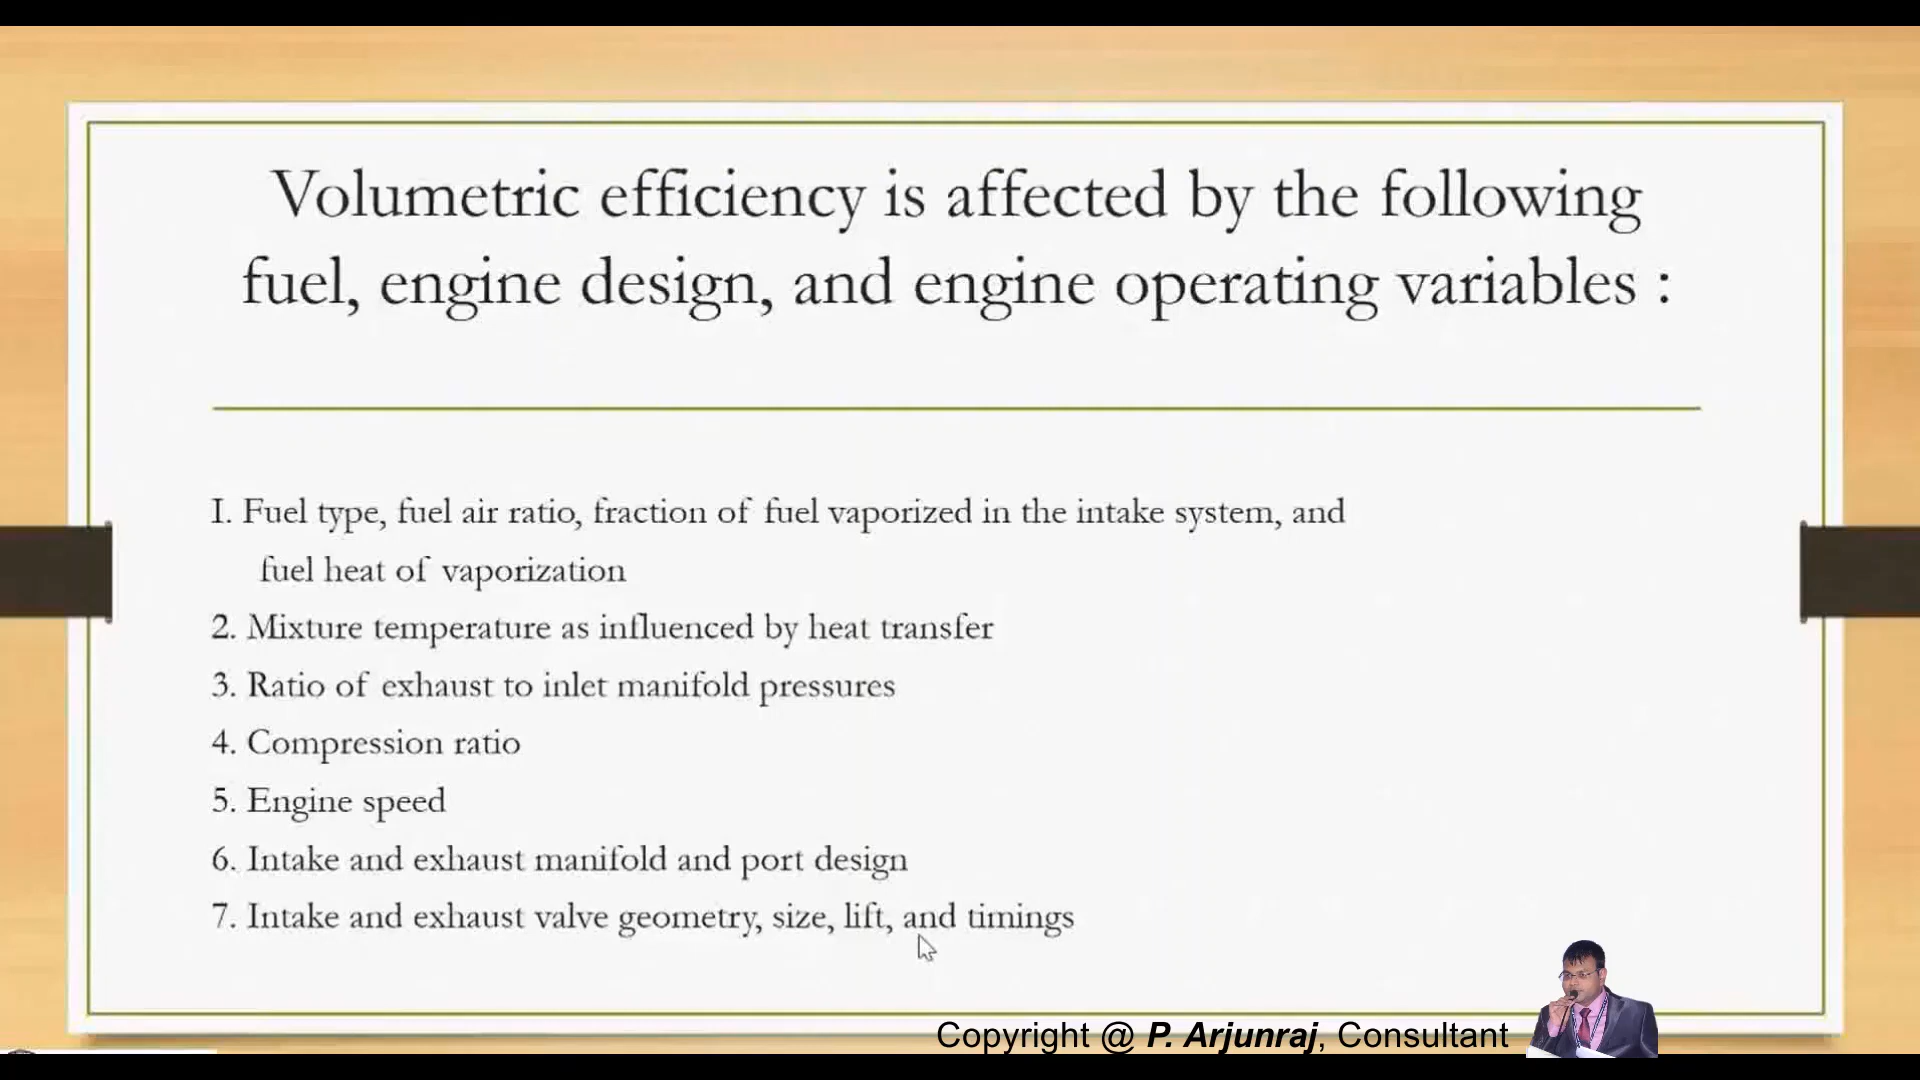 Volumetric efficiency is affected by the following
fuel, engine design, and engine operating variables :
I. Fuel type, fuel air ratio, fraction of fuel vaporized in the intake system, and
fuel heat of vaporization
2. Mixture temperature as influenced by heat transfer
3. Ratio of exhaust to inlet manifold pressures
4. Compression ratio
5. Engine speed
6. Intake and exhaust manifold and port design
7. Intake and exhaust valve geometry, size, lift, and timings
Copyright @ P. Arjunraj, Consultant